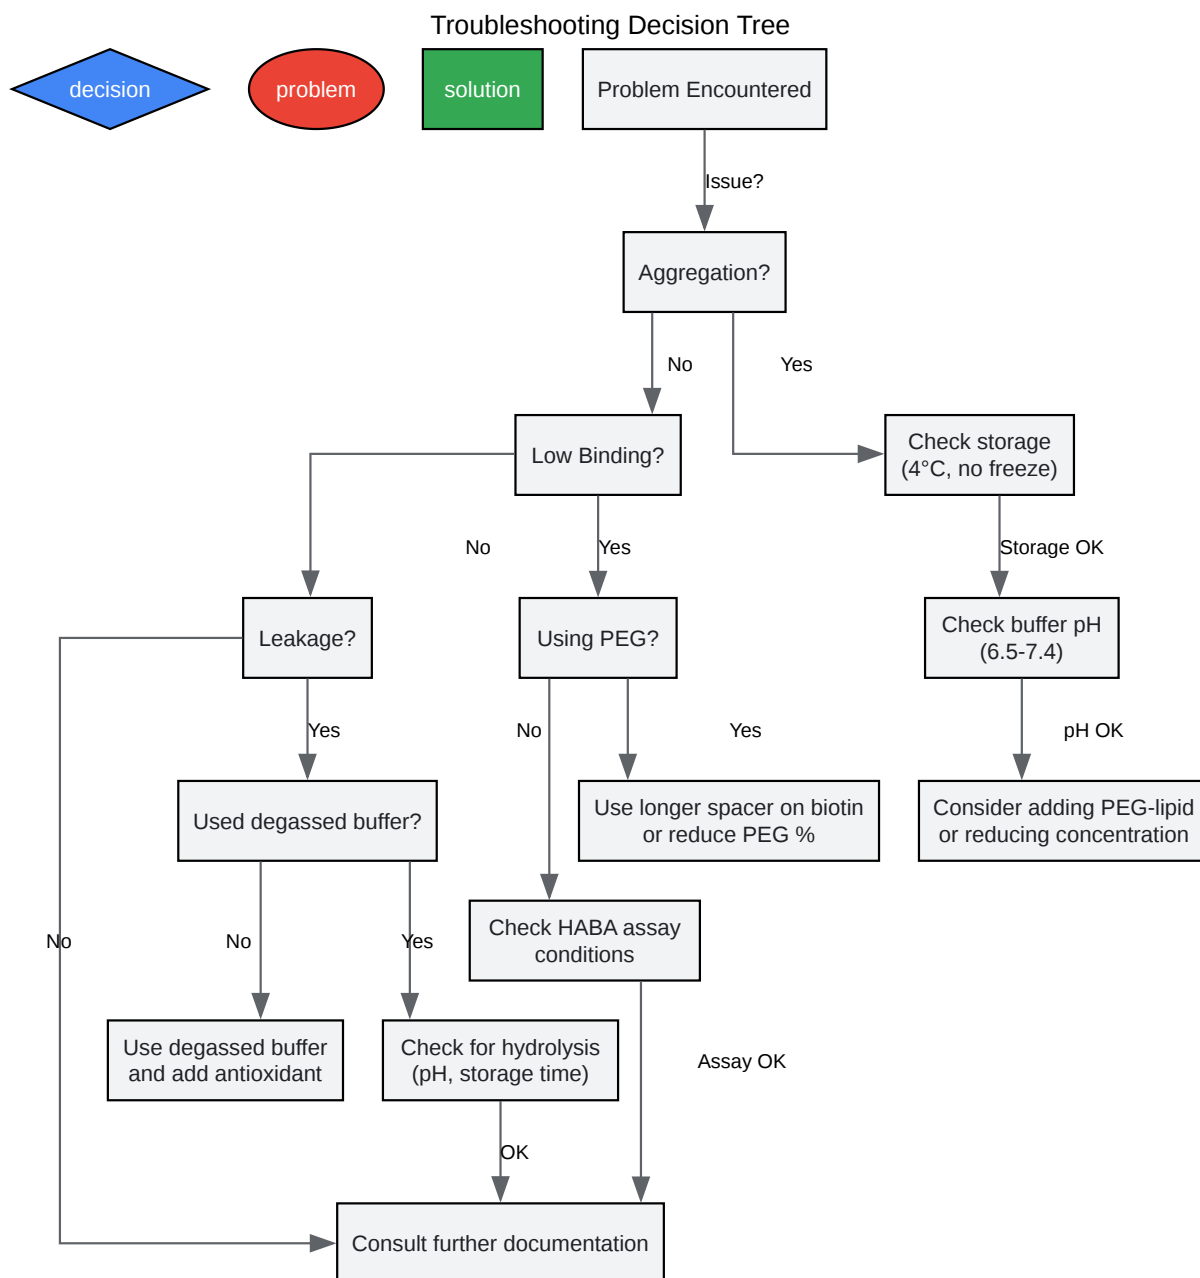 Troubleshooting Decision Tree
decision
problem
solution
Problem Encountered
Issue?
Aggregation?
No
Yes
Low Binding?
Check storage
(4°C, no freeze)
No
Yes
Storage OK
Leakage?
Using PEG?
Check buffer pH
(6.5-7.4)
Yes
No
Yes
pH OK
Used degassed buffer?
Use longer spacer on biotin
or reduce PEG %
Consider adding PEG-lipid
or reducing concentration
No
No
Yes
Check HABA assay
conditions
Use degassed buffer
and add antioxidant
Check for hydrolysis
(pH, storage time)
Assay OK
OK
Consult further documentation